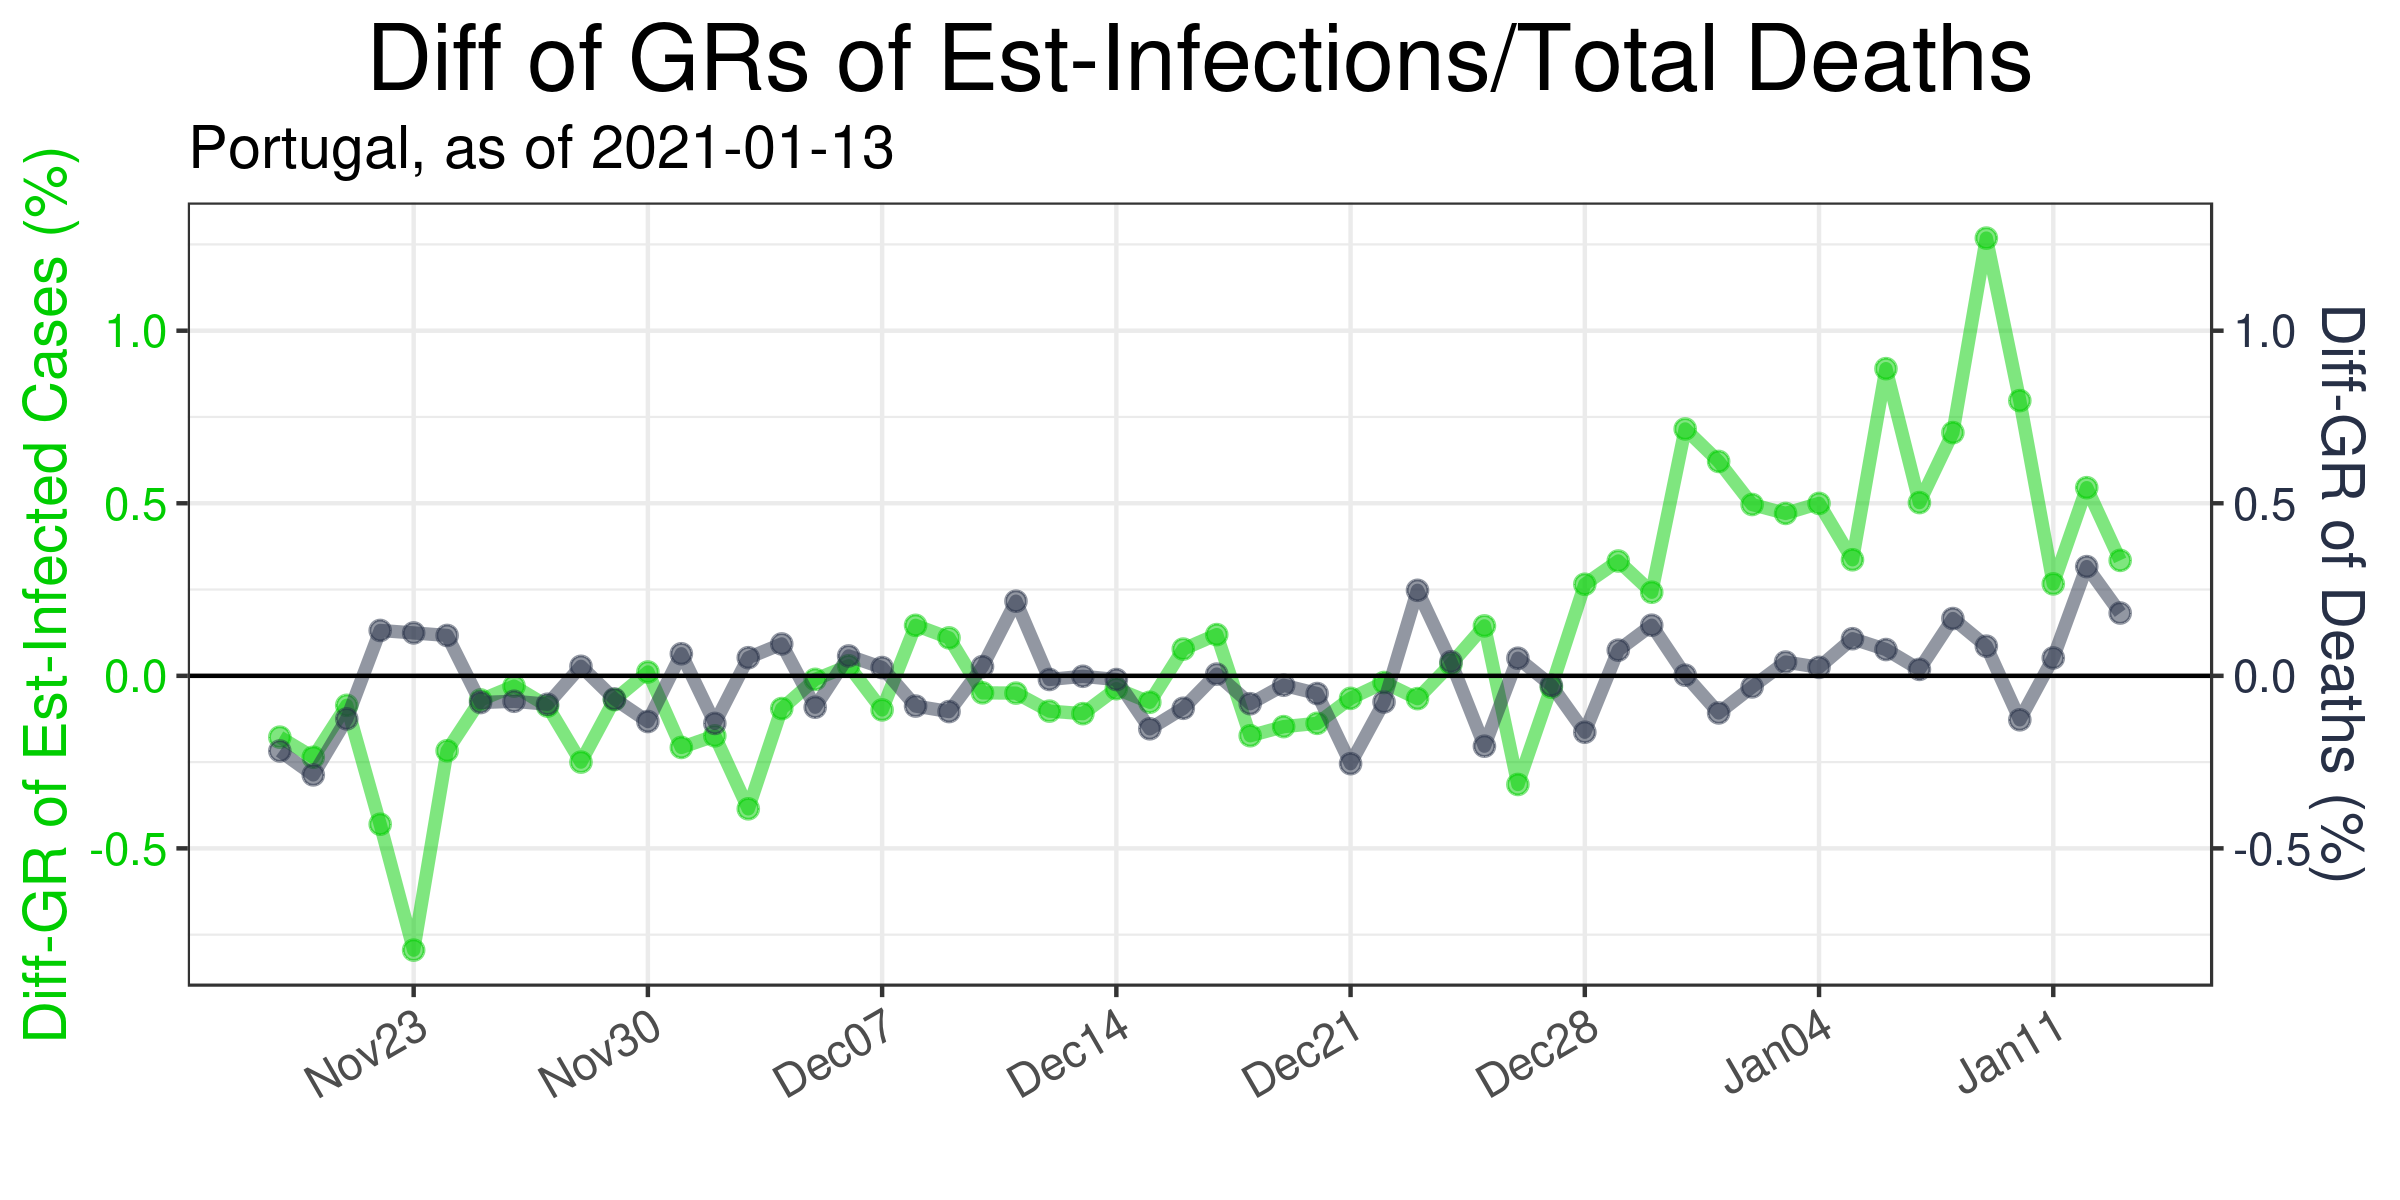 Diff of GRs of Est-Infections/Total Deaths
Portugal, as of 2021-01-13
Diff-GR of Est-Infected Cases (%)
1.0
0.5
0.0
-0.5
1.0
0.5
0.0
-0.5
Diff-GR of Deaths (%)
Nov23
Nov30
Dec07
Dec14
Dec21
Dec28
Jan04
Jan11